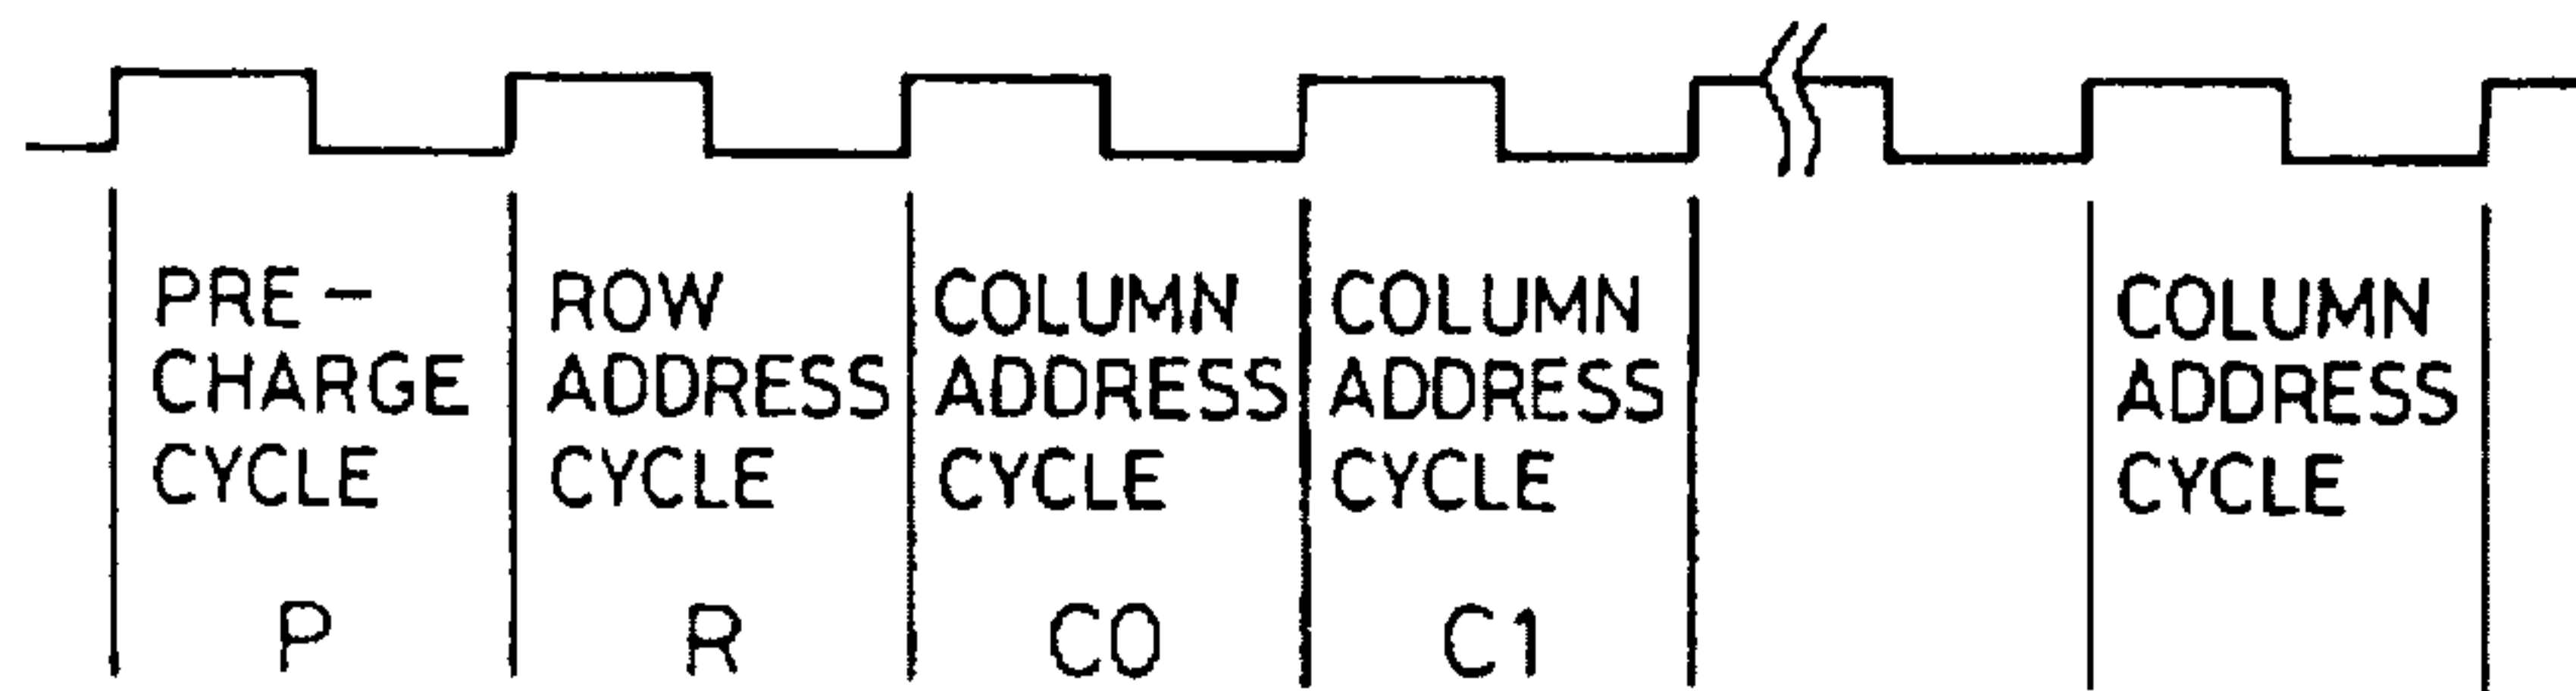 PRE-
CHARGE
CYCLE
P
ROW
ADDRESS
CYCLE
R
COLUMN
ADDRESS
CYCLE
C0
COLUMN
ADDRESS
CYCLE
C1
COLUMN
ADDRESS
CYCLE